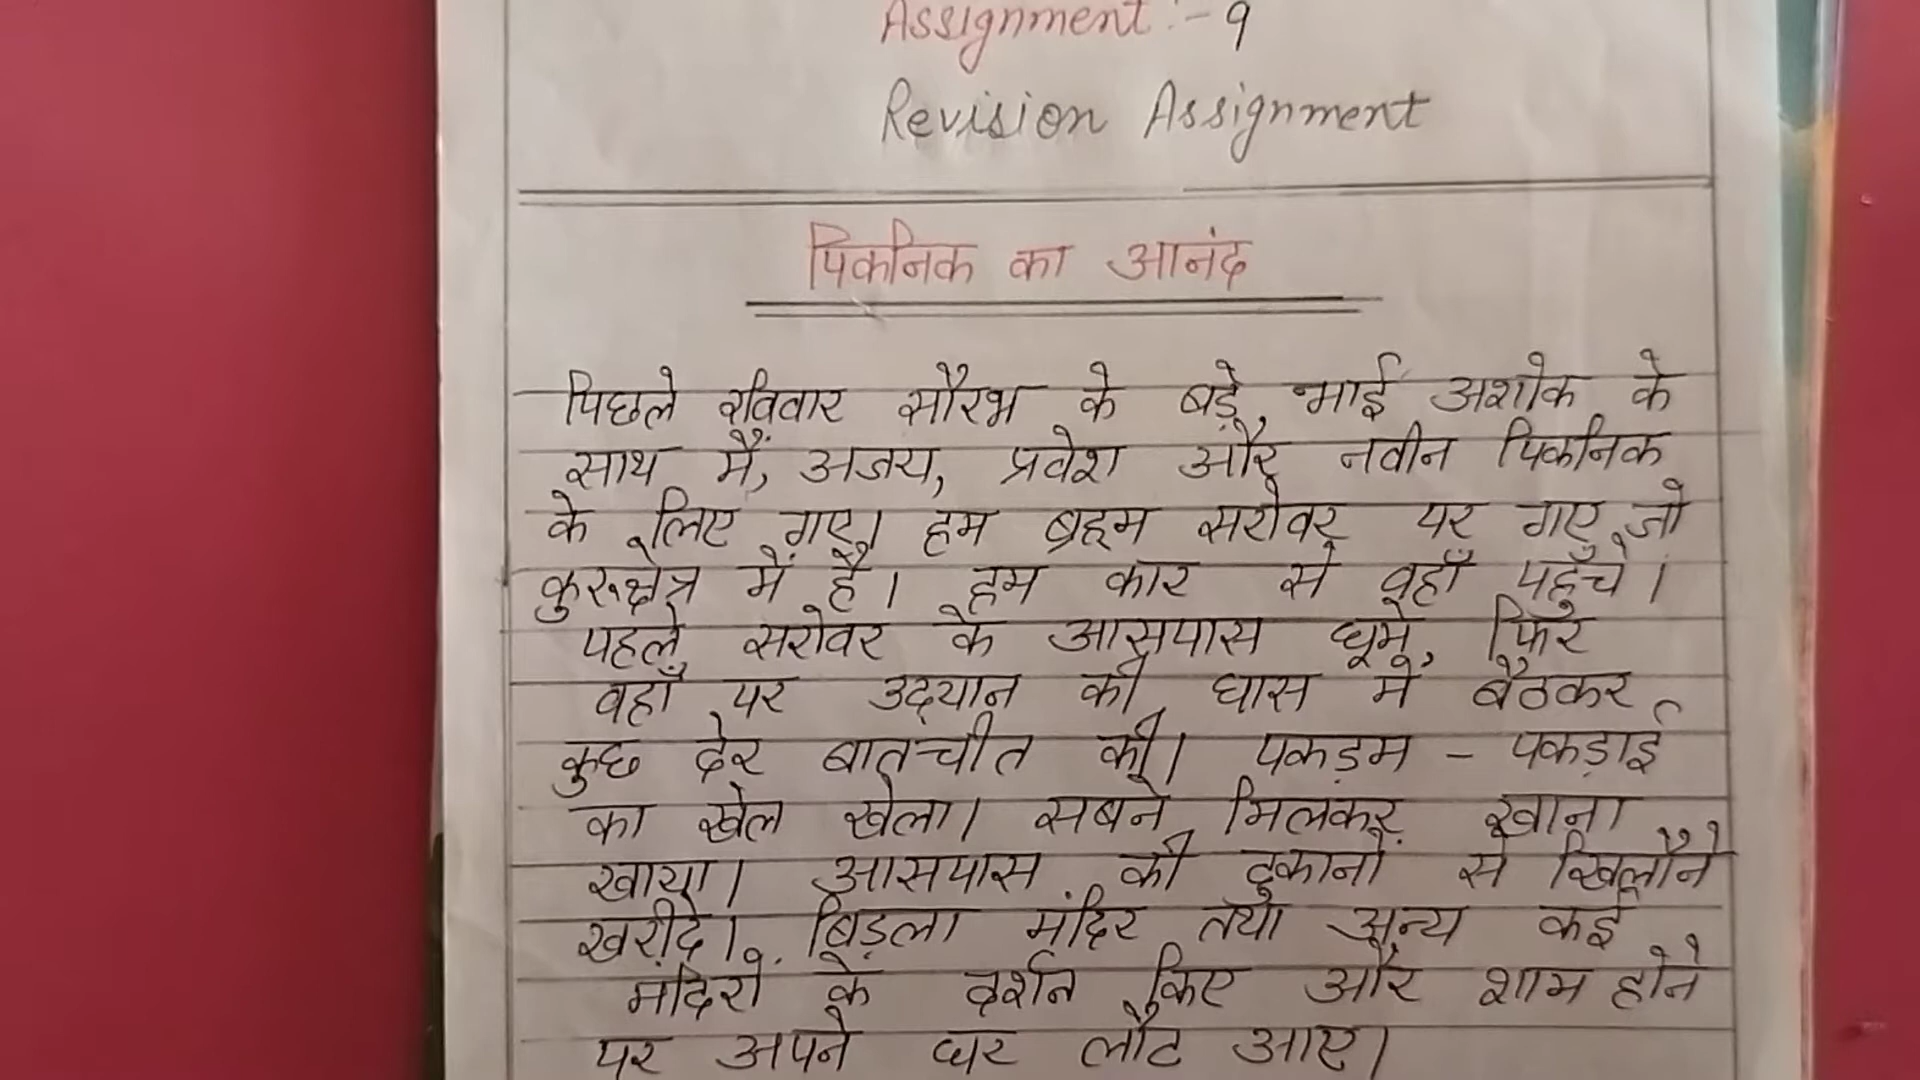 Assignment :- 9
Revision Assignment
पिकनिक का आनंद
पिछले रविवार सौरभ के बड़े भाई अशोक के
साथ मैं, अजय, प्रवेश और नवीन पिकनिक
के लिए गए। हम ब्रह्म सरोवर पर गए जो
कुरुक्षेत्र में है। हम कार से वहाँ पहुँचे।
पहले सरोवर के आसपास घूमे, फिर
वहाँ पर उद्यान की घास में बैठकर
कुछ देर बातचीत की। पकड़म - पकड़ाई
का खेल खेला। सबने मिलकर खाना
खाया। आसपास की दुकानों से खिलौने
खरीदे। बिड़ला मंदिर तथा अन्य कई
मंदिरों के दर्शन किए और शाम होने
पर अपने घर लौट आए।